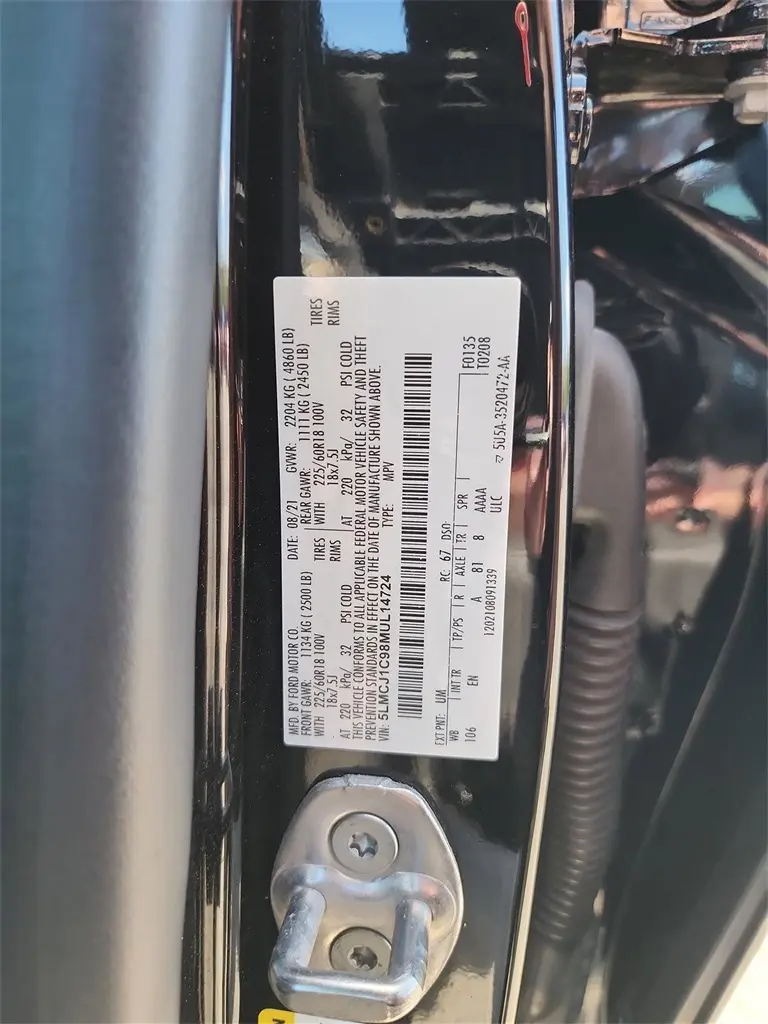 MFD. BY FORD MOTOR CO.
DATE: 08/21 GVWR: 2204 KG ( 4860 LB)
FRONT GAWR: 1134 KG ( 2500 LB) REAR GAWR: 1111 KG ( 2450 LB)
WITH 225/60R18 100V TIRES WITH 225/60R18 100V TIRES
18x7.5J RIMS 18x7.5J RIMS
AT 220 kPa/ 32 PSI COLD AT 220 kPa/ 32 PSI COLD
THIS VEHICLE CONFORMS TO ALL APPLICABLE FEDERAL MOTOR VEHICLE SAFETY AND THEFT
PREVENTION STANDARDS IN EFFECT ON THE DATE OF MANUFACTURE SHOWN ABOVE.
VIN: 5LMCJ1C98MUL14724 TYPE: MPV
EXT PNT: UM RC: 67 DSO:
WB INT TR TP/PS R AXLE TR SPR F0135
106 EN A 81 8 AAAA T0208
1202108091339 ULC 5U5A-3520472-AA